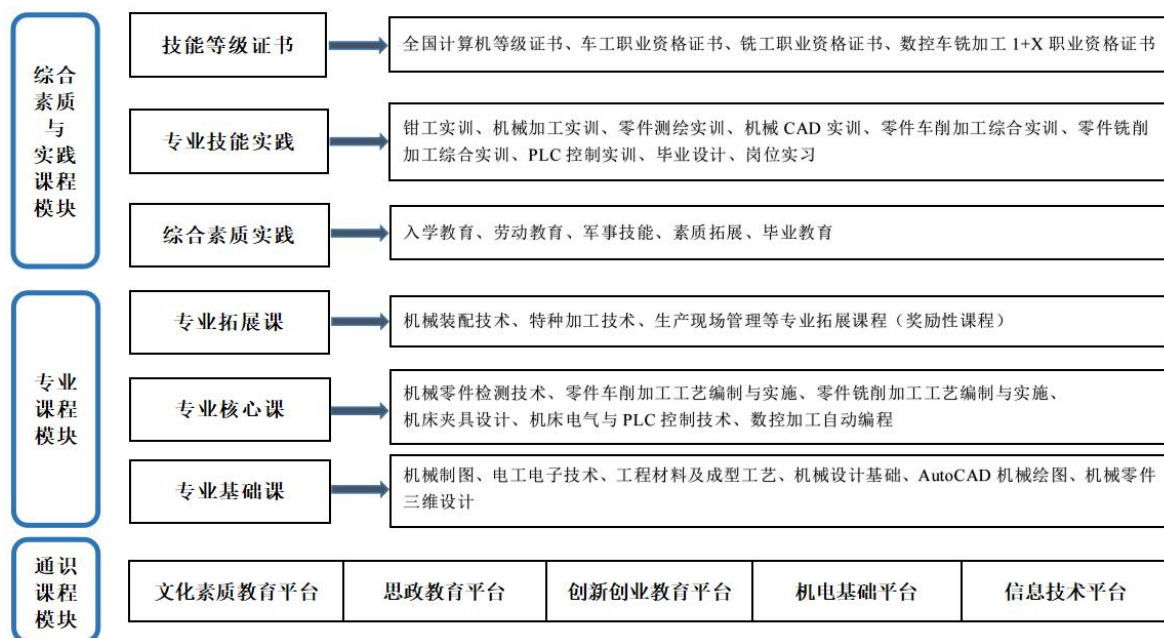 综合
素质
与
实践
课程
模块
技能等级证书
全国计算机等级证书、车工职业资格证书、铣工职业资格证书、数控车铣加工 1+X 职业资格证书
专业技能实践
钳工实训、机械加工实训、零件测绘实训、机械 CAD 实训、零件车削加工综合实训、零件铣削
加工综合实训、PLC 控制实训、毕业设计、岗位实习
综合素质实践
入学教育、劳动教育、军事技能、素质拓展、毕业教育
专业
课程
模块
专业拓展课
机械装配技术、特种加工技术、生产现场管理等专业拓展课程（奖励性课程）
专业核心课
机械零件检测技术、零件车削加工工艺编制与实施、零件铣削加工工艺编制与实施、
机床夹具设计、机床电气与 PLC 控制技术、数控加工自动编程
专业基础课
机械制图、电工电子技术、工程材料及成型工艺、机械设计基础、AutoCAD 机械绘图、机械零件
三维设计
通识
课程
模块
文化素质教育平台
思政教育平台
创新创业教育平台
机电基础平台
信息技术平台